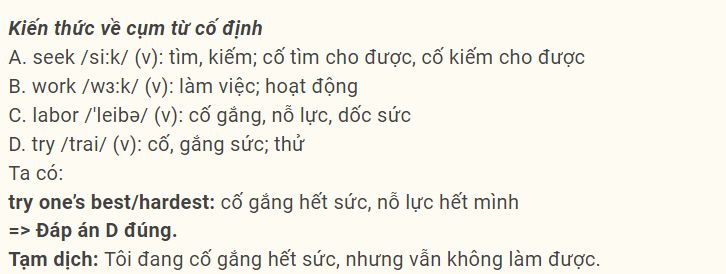 Kiến thức về cụm từ cố định
A. seek /si:k/ (v): tìm, kiếm; cố tìm cho được, cố kiếm cho được
B. work /wɜ:k/ (v): làm việc; hoạt động
C. labor /'leibə/ (v): cố gắng, nỗ lực, dốc sức
D. try /trai/ (v): cố, gắng sức; thử
Ta có:
try one’s best/hardest: cố gắng hết sức, nỗ lực hết mình
=> Đáp án D đúng.
Tạm dịch: Tôi đang cố gắng hết sức, nhưng vẫn không làm được.